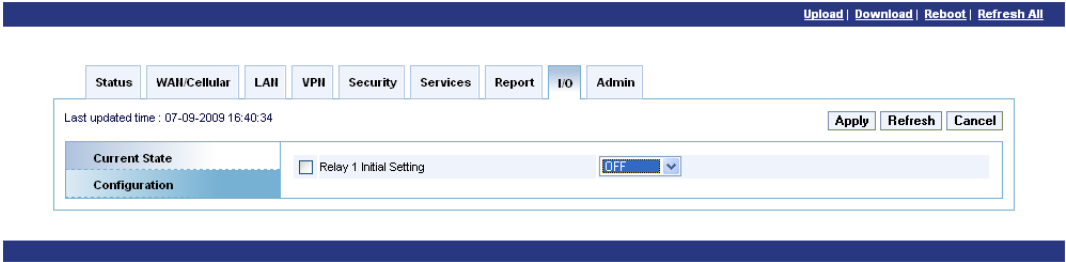 Upload | Download | Reboot | Refresh All
Status WAN/Cellular LAN VPN Security Services Report I/O Admin
Last updated time : 07-09-2009 16:40:34 Apply Refresh Cancel
Current State
Relay 1 Initial Setting OFF
Configuration